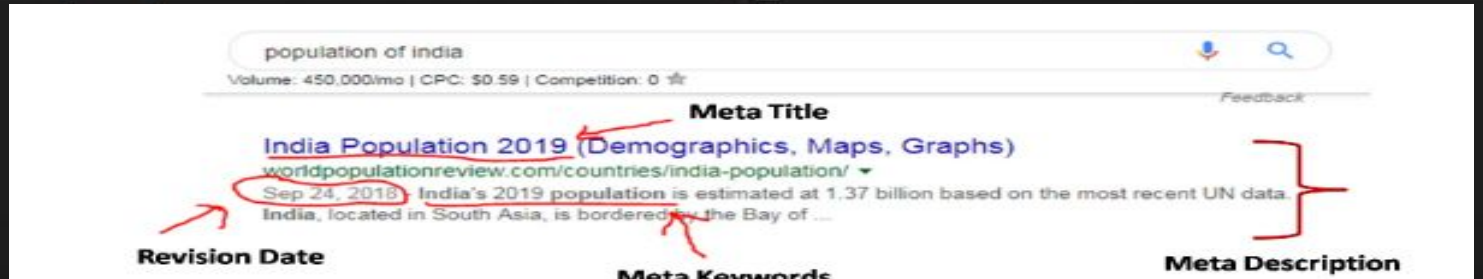 population of india
Volume: 450,000/mo | CPC: $0.59 | Competition: 0
Feedback
Meta Title
India Population 2019 (Demographics, Maps, Graphs)
worldpopulationreview.com/countries/india-population/
Sep 24, 2018 - India's 2019 population is estimated at 1.37 billion based on the most recent UN data.
India, located in South Asia, is bordered by the Bay of ...
Revision Date
Meta Keywords
Meta Description